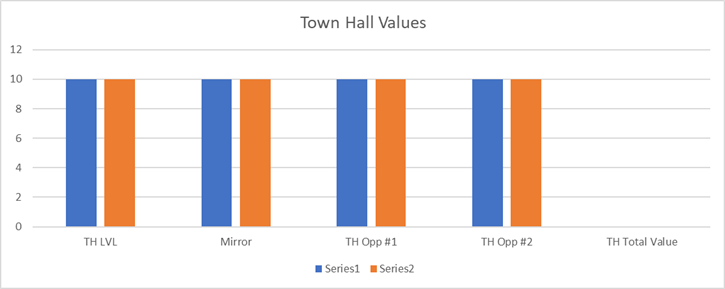 Town Hall Values
12
10
8
6
4
2
0
TH LVL Mirror TH Opp #1 TH Opp #2 TH Total Value
Series1 Series2